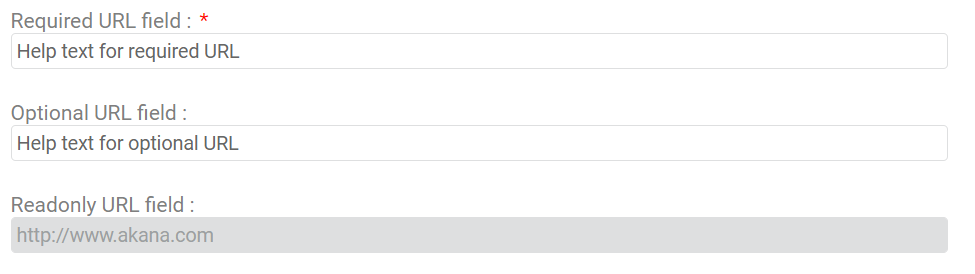 Required URL field : *
Help text for required URL
Optional URL field :
Help text for optional URL
Readonly URL field :
http://www.akana.com